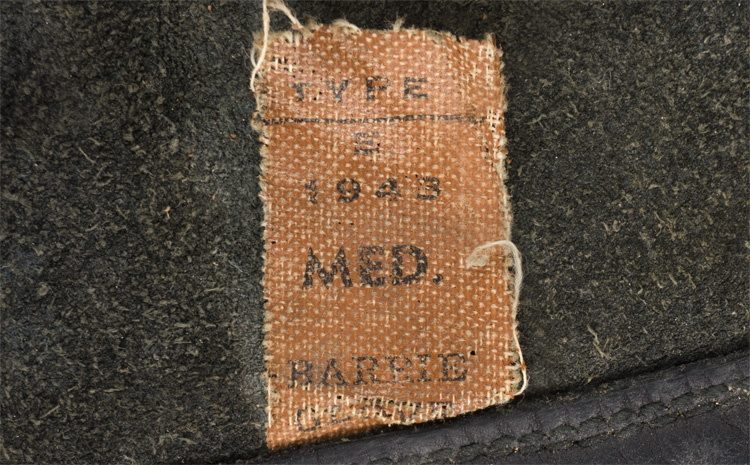 TYPE
E
1943
MED.
BARRIE